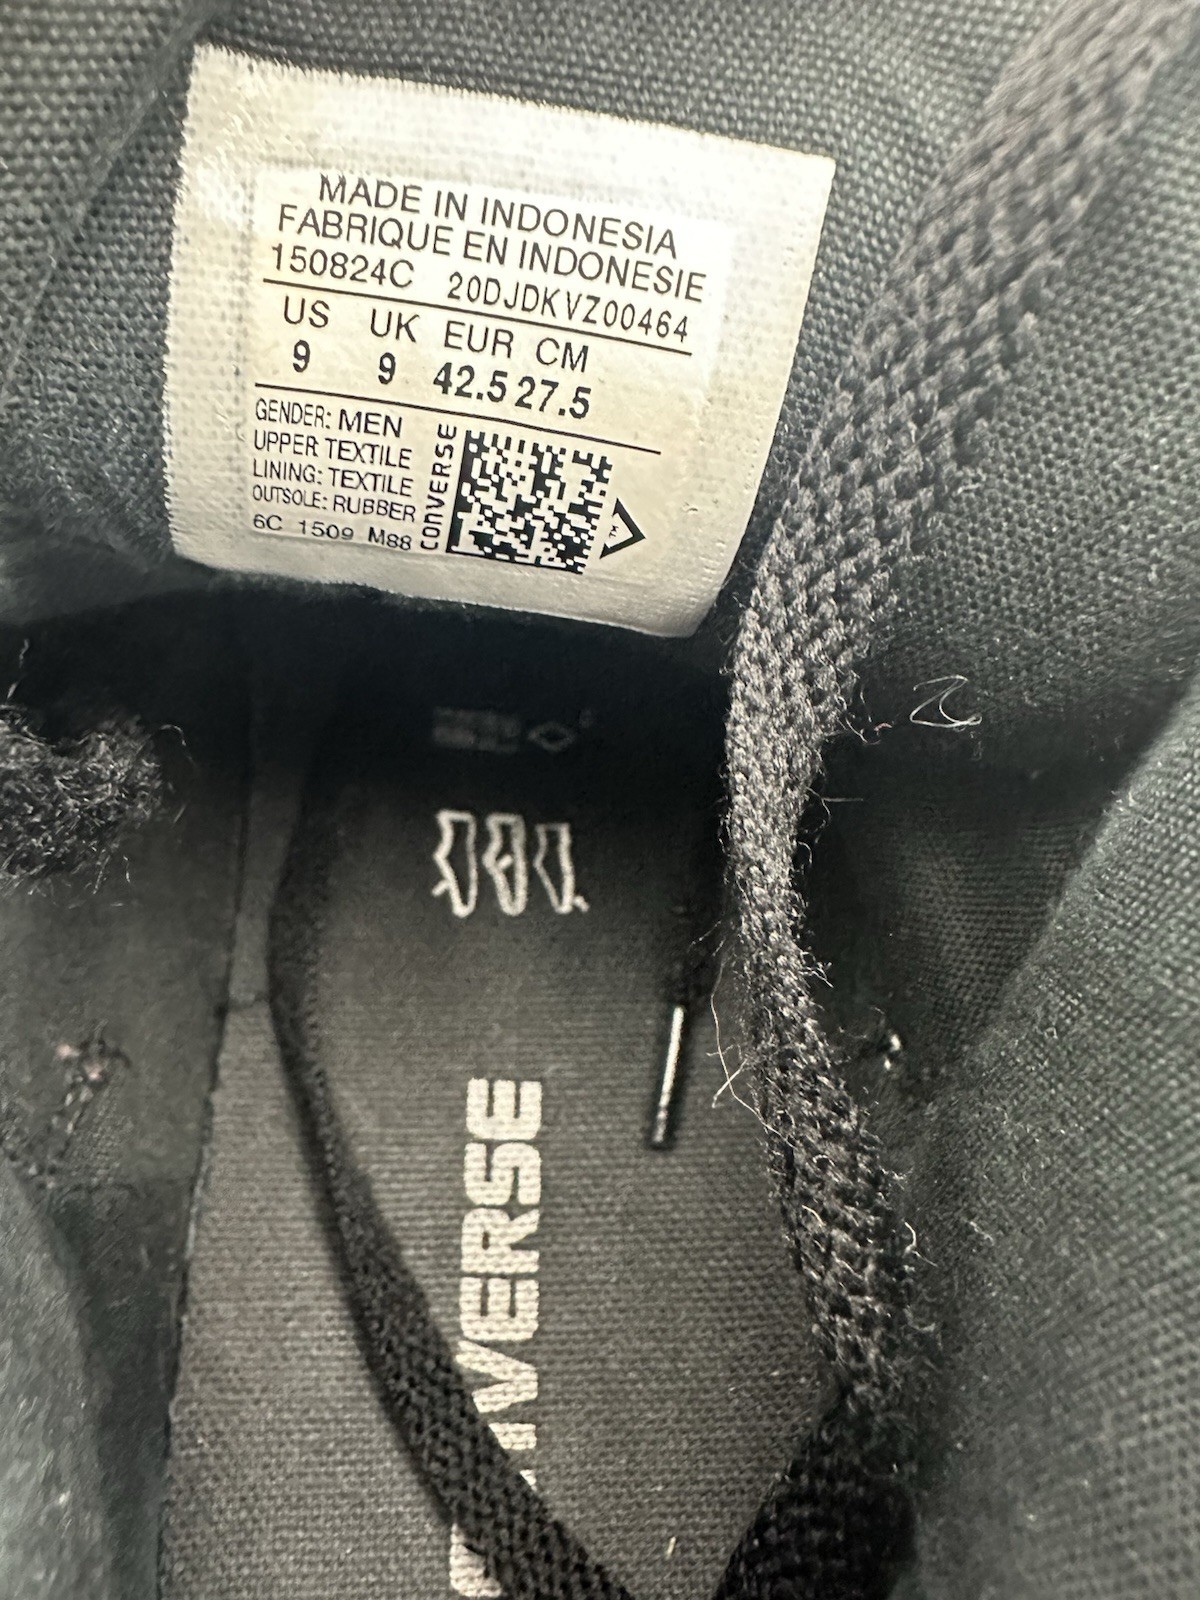 MADE IN INDONESIA
FABRIQUE EN INDONESIE
150824C 20DJDKVZ00464
US UK EUR CM
9 9 42.5 27.5
GENDER: MEN
UPPER: TEXTILE
LINING: TEXTILE
OUTSOLE: RUBBER
6C 1509 M88
CONVERSE